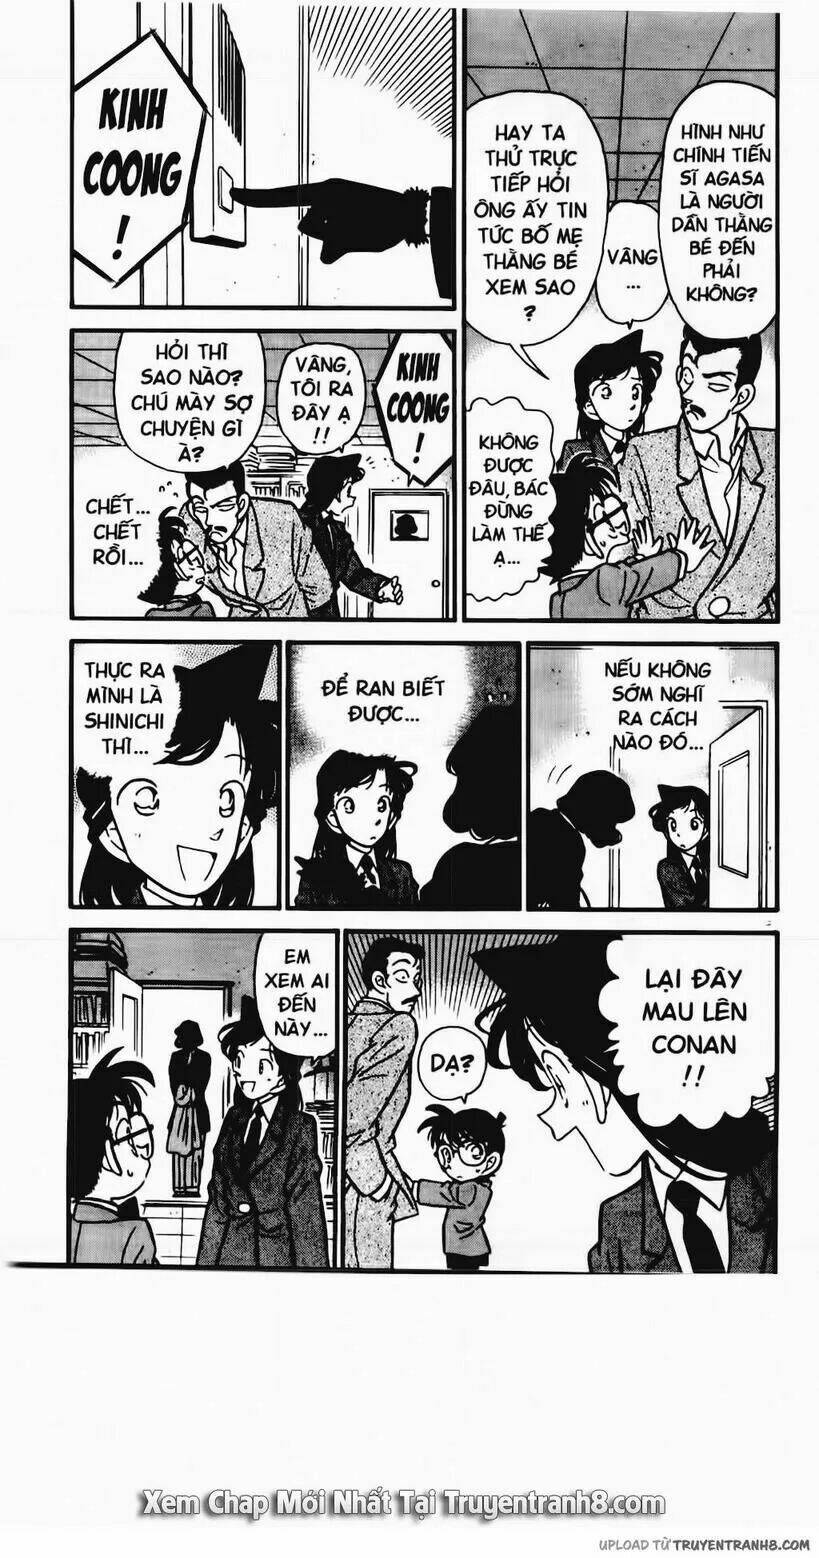 HÌNH NHƯ
CHÍNH TIẾN
SĨ AGASA
LÀ NGƯỜI
DẪN THẰNG
BÉ ĐẾN
PHẢI
KHÔNG?
VÂNG
...
HAY TA
THỬ TRỰC
TIẾP HỎI
ÔNG ẤY TIN
TỨC BỐ MẸ
THẰNG BÉ
XEM SAO
?
KHÔNG
ĐƯỢC
ĐÂU, BÁC
ĐỪNG
LÀM THẾ
Ạ...
KINH
COONG
!
KINH
COONG
!
VÂNG,
TÔI RA
ĐÂY Ạ
!!
HỎI THÌ
SAO NÀO?
CHÚ MÀY SỢ
CHUYỆN GÌ
À?
CHẾT...
CHẾT
RỒI...
NẾU KHÔNG
SỚM NGHĨ
RA CÁCH
NÀO ĐÓ...
ĐỂ RAN BIẾT
ĐƯỢC...
THỰC RA
MÌNH LÀ
SHINICHI
THÌ...
LẠI ĐÂY
MAU LÊN
CONAN
!!
DẠ?
EM
XEM AI
ĐẾN
NÀY...
Xem Chap Mới Nhất Tại Truyentranh8.com
UPLOAD TỪ TRUYENTRANH8.COM